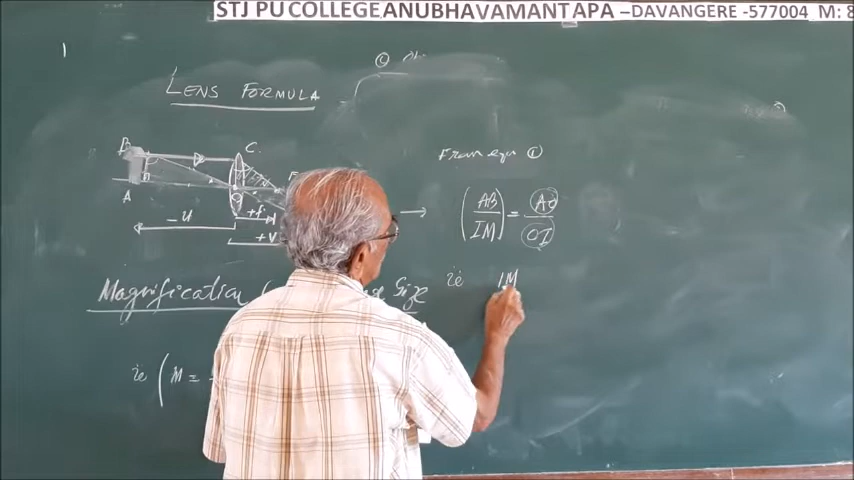 STJ PU COLLEGE ANUBHAVAMANTAPA – DAVANGERE - 577004 M: 8
LENS FORMULA
B C F
A
-u +f
+v
From eqn ①
(AB/IM) = AO/OI
Magnification Size
ie IM
ie ( M =